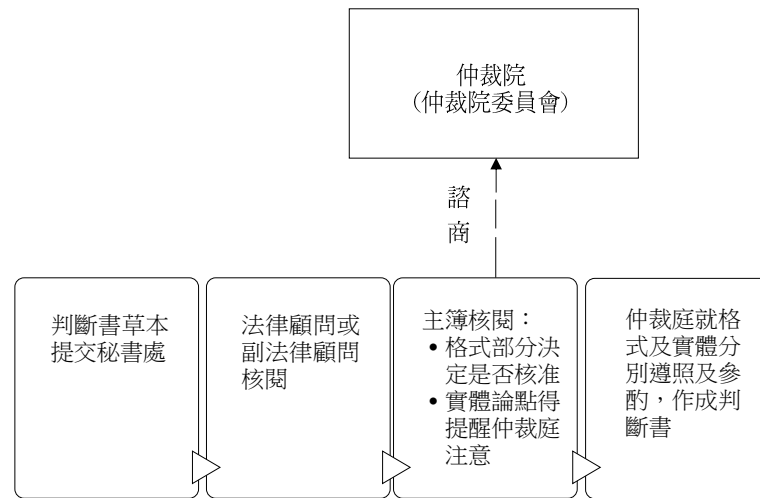 仲裁院
(仲裁院委員會)
諮
商
判斷書草本
提交秘書處
法律顧問或
副法律顧問
核閱
主簿核閱：
• 格式部分決
定是否核准
• 實體論點得
提醒仲裁庭
注意
仲裁庭就格
式及實體分
別遵照及參
酌，作成判
斷書